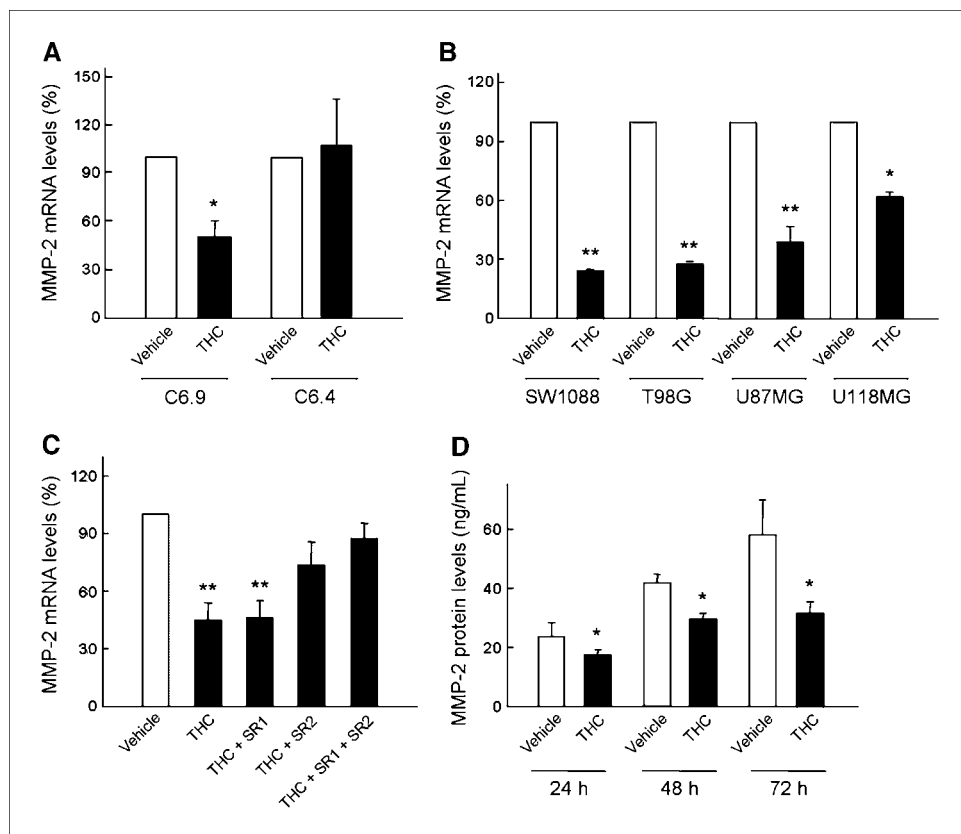 A
MMP-2 mRNA levels (%)
150
120
90
60
30
0
*
Vehicle
THC
Vehicle
THC
C6.9
C6.4
B
MMP-2 mRNA levels (%)
120
90
60
30
0
**
**
**
*
Vehicle
THC
Vehicle
THC
Vehicle
THC
Vehicle
THC
SW1088
T98G
U87MG
U118MG
C
MMP-2 mRNA levels (%)
120
90
60
30
0
**
**
Vehicle
THC
THC + SR1
THC + SR2
THC + SR1 + SR2
D
MMP-2 protein levels (ng/mL)
60
40
20
0
*
*
*
Vehicle
THC
Vehicle
THC
Vehicle
THC
24 h
48 h
72 h